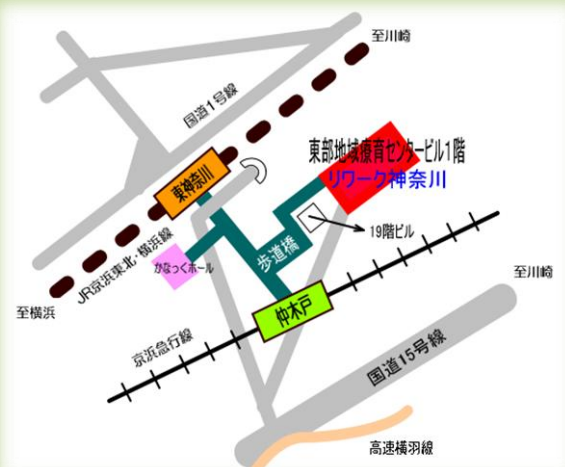 至川崎
国道1号線
東部地域療育センタービル1階
リワーク神奈川
東神奈川
19階ビル
歩道橋
かなっくホール
JR京浜東北・横浜線
至横浜
至川崎
仲木戸
京浜急行線
国道15号線
高速横羽線